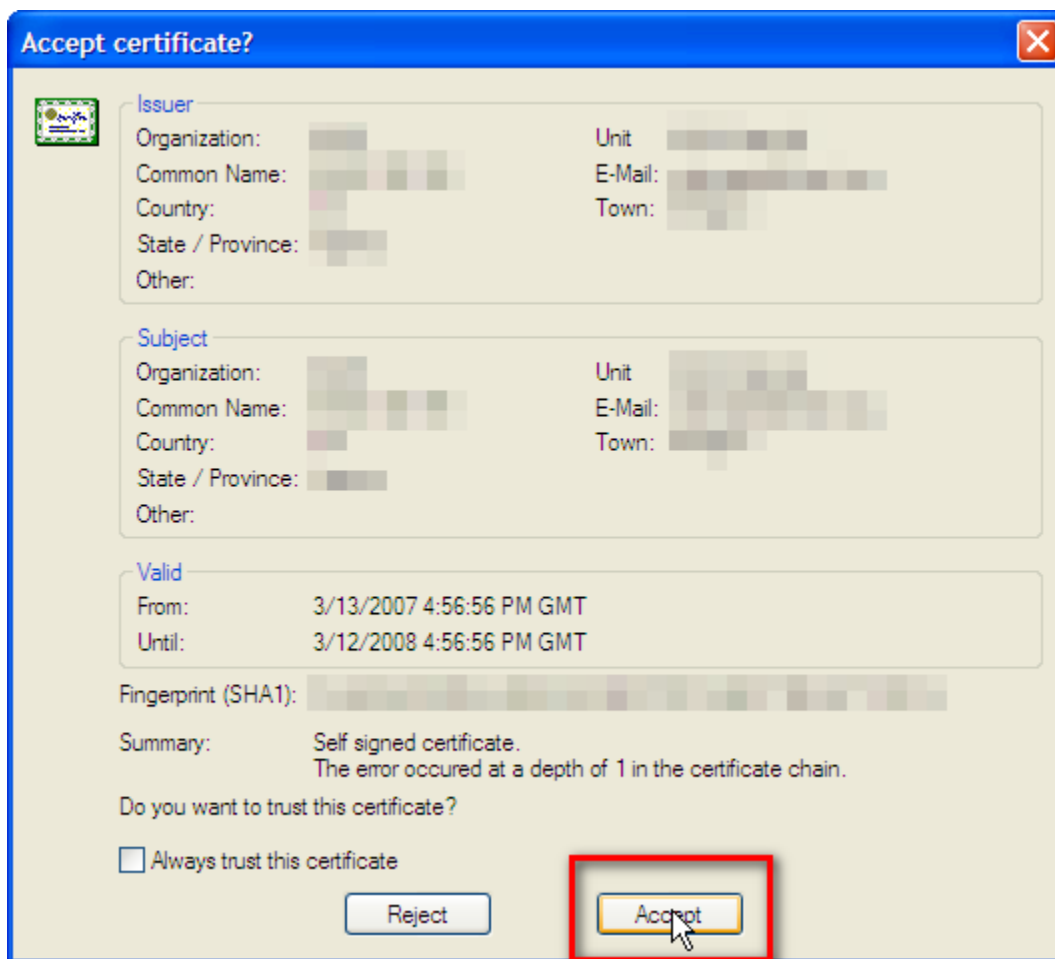 Accept certificate?
Issuer
Organization:
Unit
Common Name:
E-Mail:
Country:
Town:
State / Province:
Other:
Subject
Organization:
Unit
Common Name:
E-Mail:
Country:
Town:
State / Province:
Other:
Valid
From: 3/13/2007 4:56:56 PM GMT
Until: 3/12/2008 4:56:56 PM GMT
Fingerprint (SHA1):
Summary: Self signed certificate.
The error occured at a depth of 1 in the certificate chain.
Do you want to trust this certificate?
Always trust this certificate
Reject
Accept